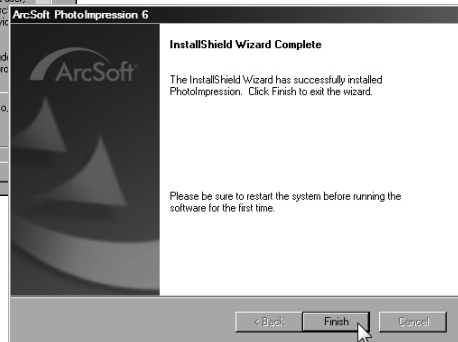 ArcSoft PhotoImpression 6
InstallShield Wizard Complete
ArcSoft
The InstallShield Wizard has successfully installed
PhotoImpression. Click Finish to exit the wizard.
Please be sure to restart the system before running the
software for the first time.
< Back
Finish
Cancel